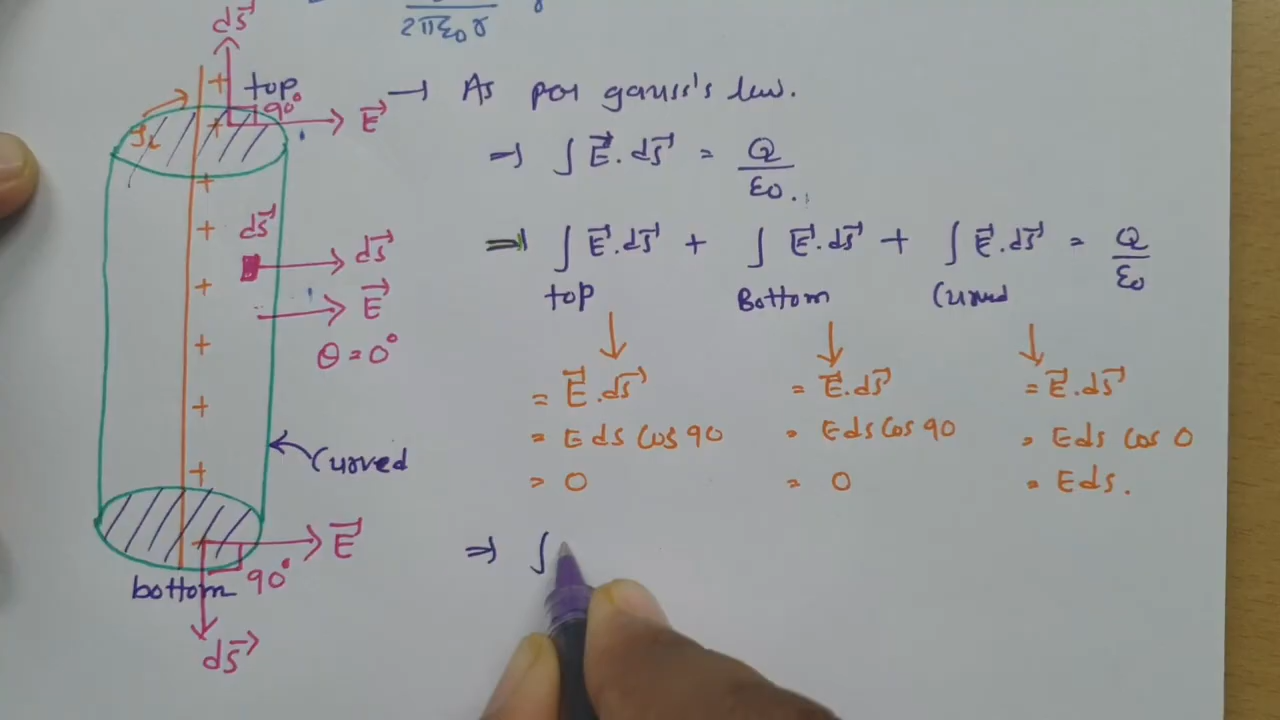 2πε₀r
→ As per gauss's law.
⇒ ∫ E⃗ . ds⃗ = Q/ε₀.
⇒ ∫ E⃗ . ds⃗ + ∫ E⃗ . ds⃗ + ∫ E⃗ . ds⃗ = Q/ε₀
top Bottom Curved
↓ ↓ ↓
= E⃗ . ds⃗ = E⃗ . ds⃗ = E⃗ . ds⃗
= E ds cos 90 = E ds cos 90 = E ds cos 0
= 0 = 0 = E ds.
⇒ ∫
ds⃗
+ top
90°
+ E⃗
+
+ ds⃗
ds⃗
+ E⃗
θ = 0°
+
+
+ Curved
E⃗
+ 90°
bottom
ds⃗